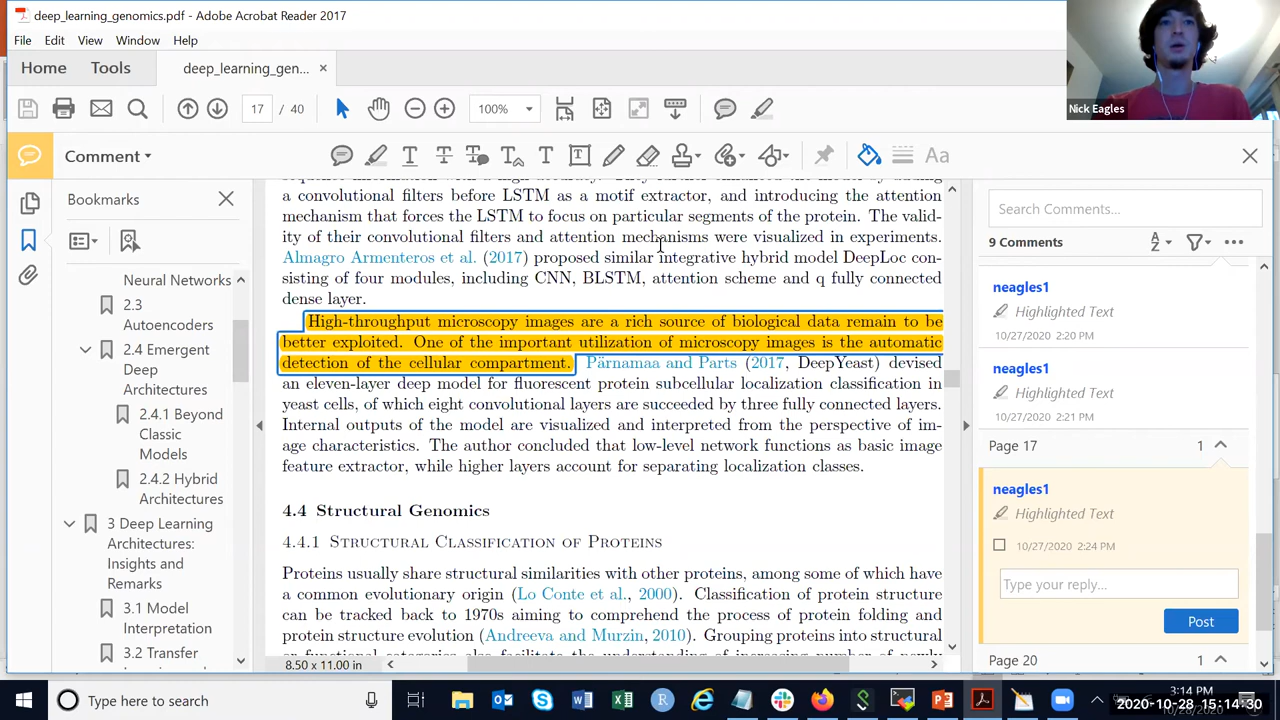 deep_learning_genomics.pdf - Adobe Acrobat Reader 2017
File Edit View Window Help
Home Tools deep_learning_gen... ×
17 / 40 100%
Nick Eagles
Comment
Aa
Bookmarks
Neural Networks
2.3
Autoencoders
2.4 Emergent
Deep
Architectures
2.4.1 Beyond
Classic
Models
2.4.2 Hybrid
Architectures
3 Deep Learning
Architectures:
Insights and
Remarks
3.1 Model
Interpretation
3.2 Transfer
a convolutional filters before LSTM as a motif extractor, and introducing the attention
mechanism that forces the LSTM to focus on particular segments of the protein. The valid-
ity of their convolutional filters and attention mechanisms were visualized in experiments.
Almagro Armenteros et al. (2017) proposed similar integrative hybrid model DeepLoc con-
sisting of four modules, including CNN, BLSTM, attention scheme and q fully connected
dense layer.
High-throughput microscopy images are a rich source of biological data remain to be
better exploited. One of the important utilization of microscopy images is the automatic
detection of the cellular compartment. Pärnamaa and Parts (2017, DeepYeast) devised
an eleven-layer deep model for fluorescent protein subcellular localization classification in
yeast cells, of which eight convolutional layers are succeeded by three fully connected layers.
Internal outputs of the model are visualized and interpreted from the perspective of im-
age characteristics. The author concluded that low-level network functions as basic image
feature extractor, while higher layers account for separating localization classes.
4.4 Structural Genomics
4.4.1 Structural Classification of Proteins
Proteins usually share structural similarities with other proteins, among some of which have
a common evolutionary origin (Lo Conte et al., 2000). Classification of protein structure
can be tracked back to 1970s aiming to comprehend the process of protein folding and
protein structure evolution (Andreeva and Murzin, 2010). Grouping proteins into structural
8.50 x 11.00 in
Search Comments...
9 Comments
neagles1
Highlighted Text
10/27/2020 2:20 PM
neagles1
Highlighted Text
10/27/2020 2:21 PM
Page 17 1
neagles1
Highlighted Text
10/27/2020 2:24 PM
Type your reply...
Post
Page 20 1
Type here to search
3:14 PM
2020-10-28 15:14:30